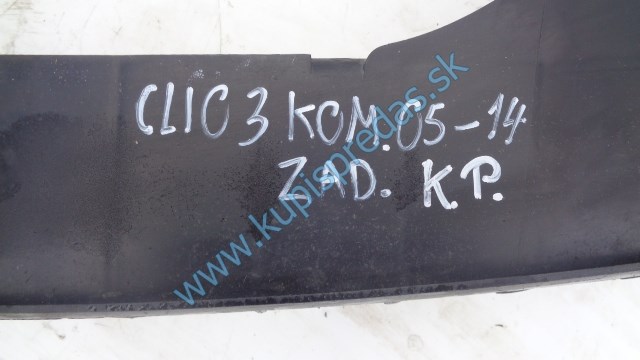 CLIO 3 KOM. 05-14
ZAD. K.P.
www.kupispredas.sk